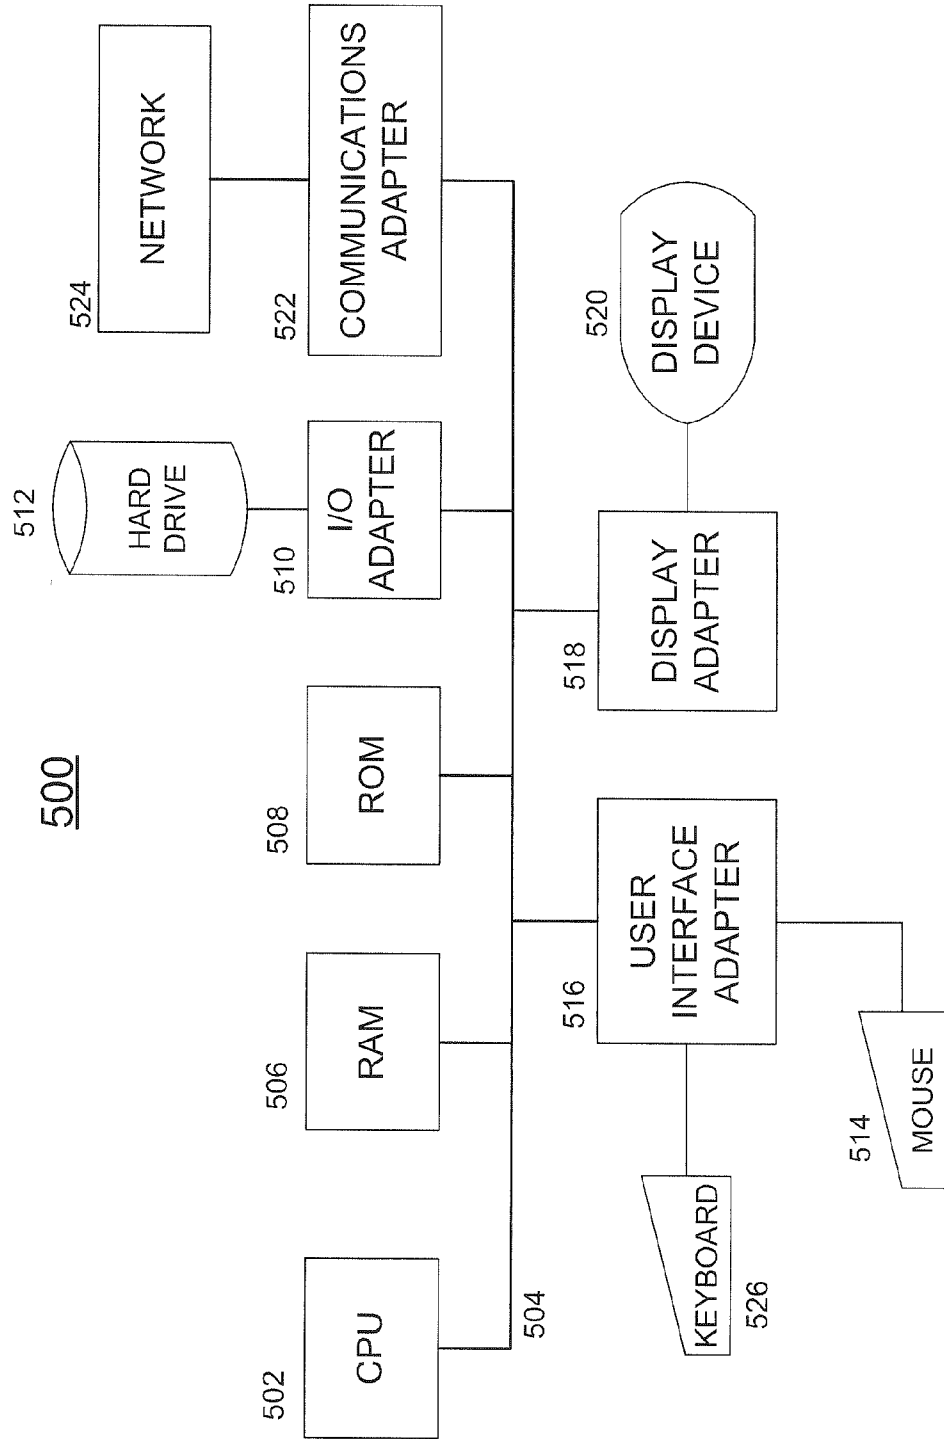 500
502
CPU
506
RAM
508
ROM
512
HARD
DRIVE
510
I/O
ADAPTER
524
NETWORK
522
COMMUNICATIONS
ADAPTER
504
KEYBOARD
526
516
USER
INTERFACE
ADAPTER
514
MOUSE
518
DISPLAY
ADAPTER
520
DISPLAY
DEVICE